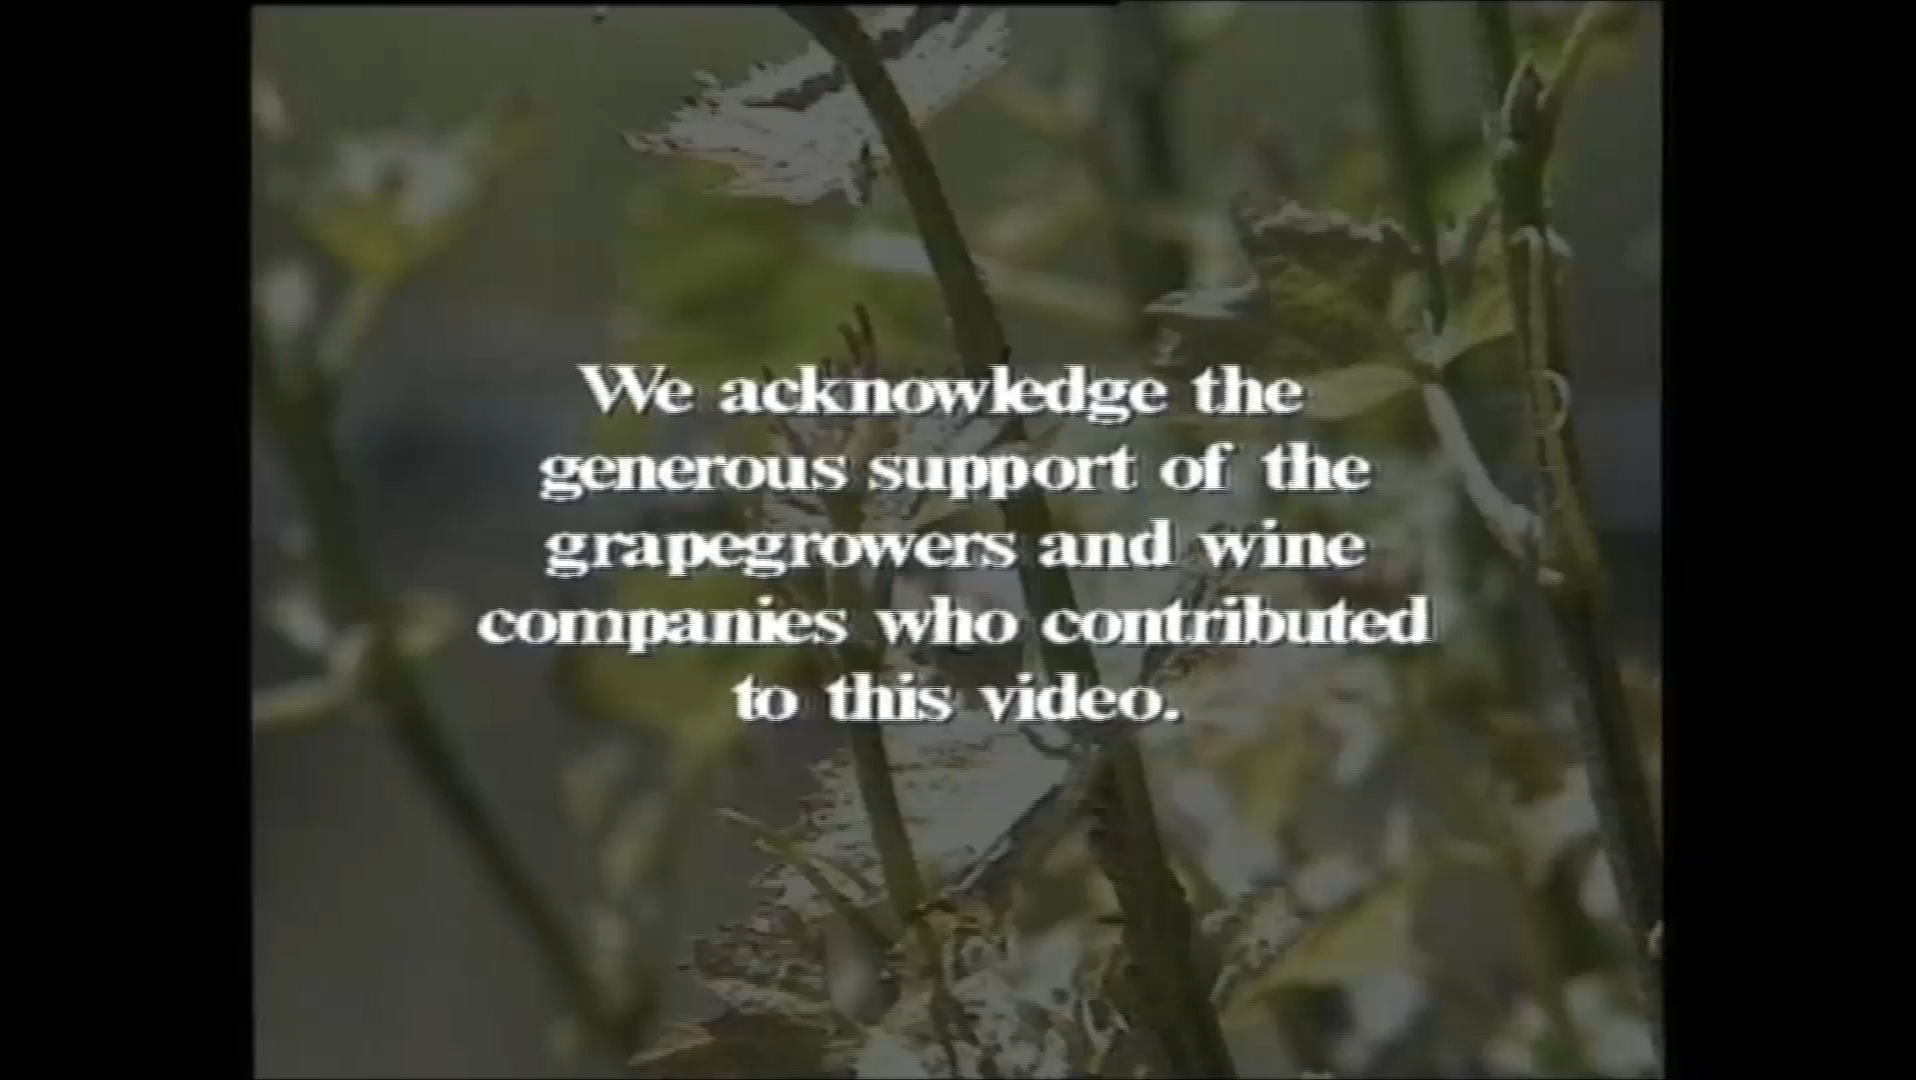 We acknowledge the
generous support of the
grapegrowers and wine
companies who contributed
to this video.